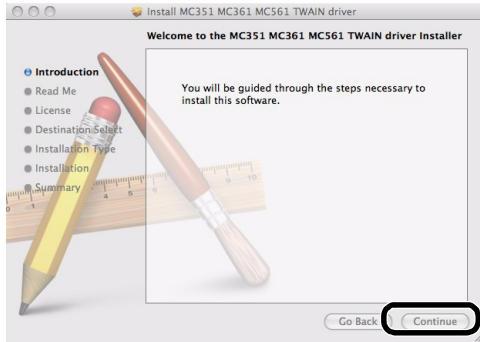 Install MC351 MC361 MC561 TWAIN driver
Welcome to the MC351 MC361 MC561 TWAIN driver Installer
Introduction
Read Me
License
Destination Select
Installation Type
Installation
Summary
You will be guided through the steps necessary to
install this software.
Go Back
Continue